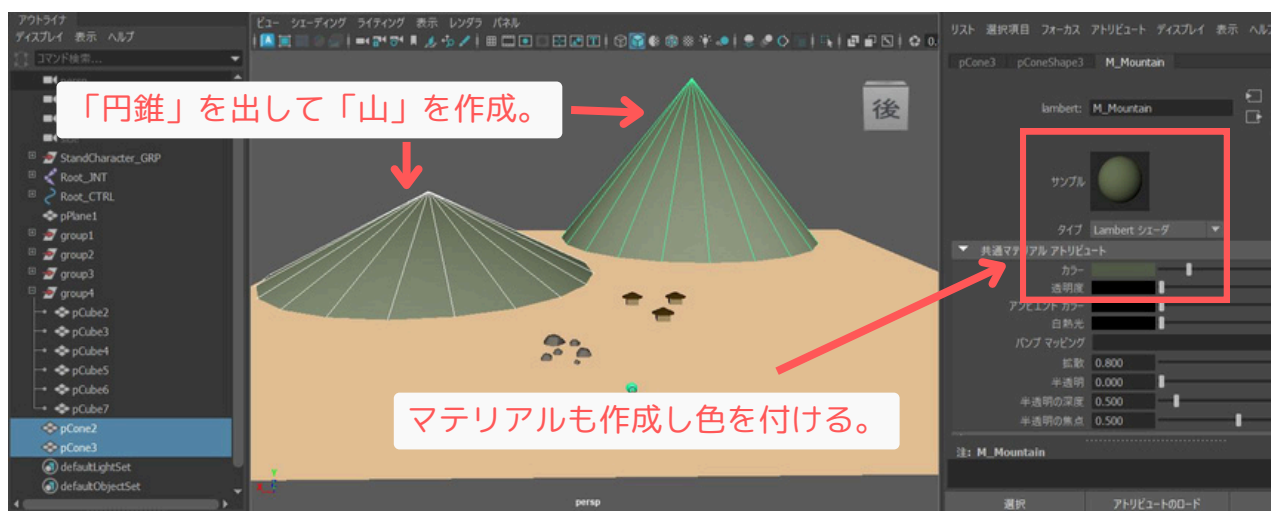 アウトライナ
ディスプレイ 表示 ヘルプ
コマンド検索...
StandCharacter_GRP
Root_JNT
Root_CTRL
pPlane1
group1
group2
group3
group4
pCube2
pCube3
pCube4
pCube5
pCube6
pCube7
pCone2
pCone3
defaultLightSet
defaultObjectSet
ビュー シェーディング ライティング 表示 レンダラ パネル
「円錐」を出して「山」を作成。
後
マテリアルも作成し色を付ける。
persp
リスト 選択項目 フォーカス アトリビュート ディスプレイ 表示 ヘルプ
pCone3 pConeShape3 M_Mountain
lambert: M_Mountain
サンプル
タイプ Lambert シェーダ
共通マテリアル アトリビュート
カラー
透明度
アンビエント カラー
白熱光
バンプ マッピング
拡散 0.800
半透明 0.000
半透明の深度 0.500
半透明の焦点 0.500
注: M_Mountain
選択 アトリビュートのロード